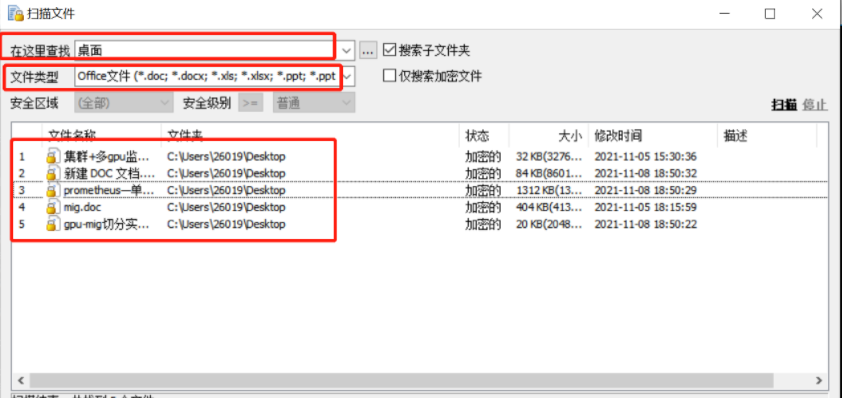 扫描文件
在这里查找 桌面 ... 搜索子文件夹
文件类型 Office文件 (*.doc; *.docx; *.xls; *.xlsx; *.ppt; *.ppt 仅搜索加密文件
安全区域 (全部) 安全级别 >= 普通 扫描 停止
文件名称 文件夹 状态 大小 修改时间 描述
1 集群+多gpu监... C:\Users\26019\Desktop 加密的 32 KB(3276... 2021-11-05 15:30:36
2 新建 DOC 文档.... C:\Users\26019\Desktop 加密的 84 KB(8601... 2021-11-08 18:50:32
3 prometheus—单... C:\Users\26019\Desktop 加密的 1312 KB(13... 2021-11-08 18:50:29
4 mig.doc C:\Users\26019\Desktop 加密的 404 KB(413... 2021-11-05 18:15:59
5 gpu-mig切分实... C:\Users\26019\Desktop 加密的 20 KB(2048... 2021-11-08 18:50:22